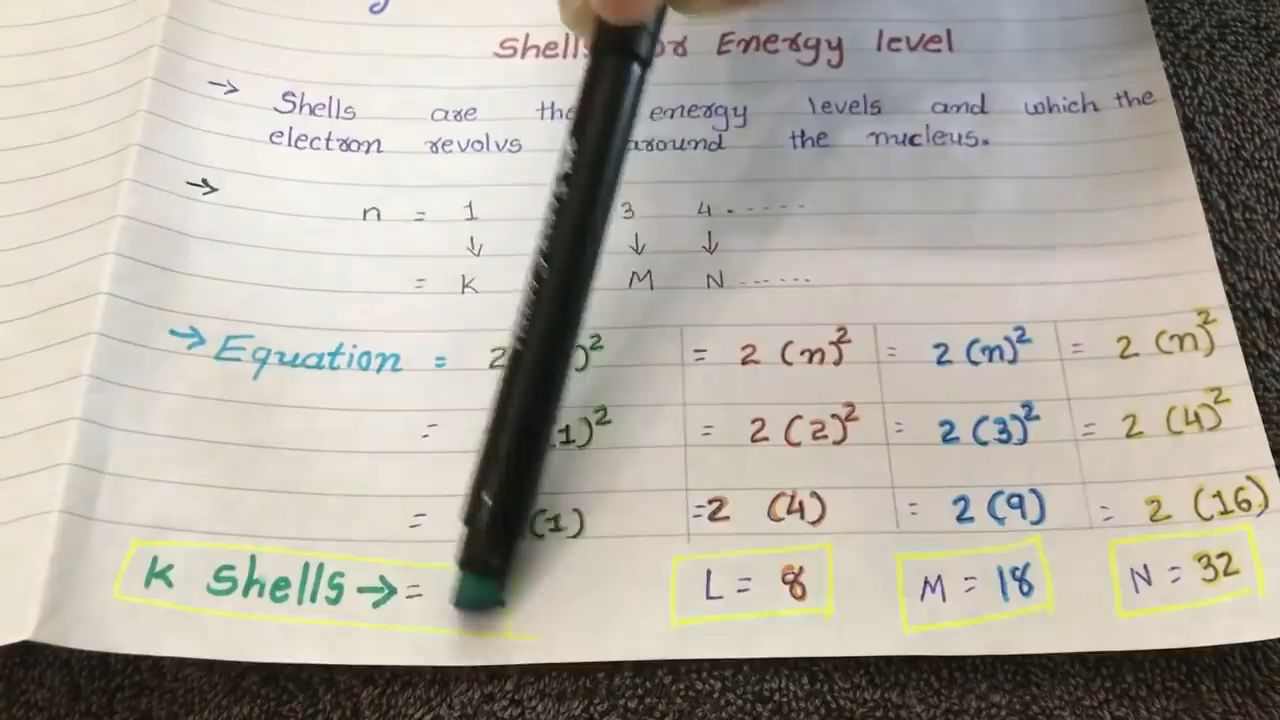 Shells or Energy level
→ Shells are the energy levels and which the
electron revolvs around the nucleus.
→
n = 1 3 4 . - - - - -
↓ ↓ ↓
= K M N - - - - - -
→ Equation = 2 )² = 2 (n)² = 2 (n)² = 2 (n)²
= (1)² = 2 (2)² = 2 (3)² = 2 (4)²
= (1) =2 (4) = 2 (9) = 2 (16)
K Shells → = L = 8 M = 18 N = 32